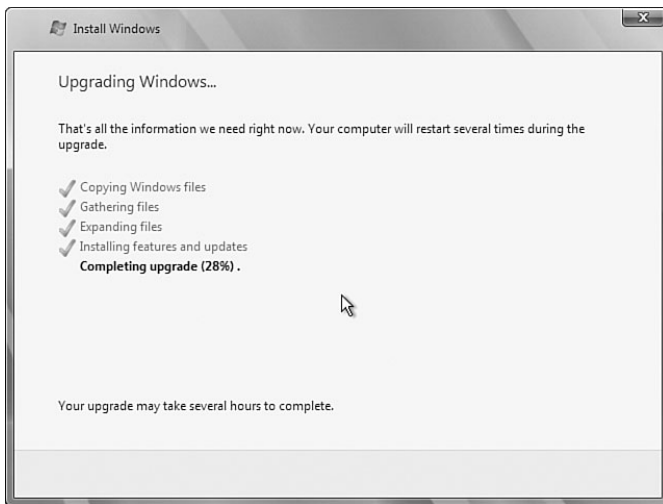 Install Windows
Upgrading Windows...
That's all the information we need right now. Your computer will restart several times during the
upgrade.
Copying Windows files
Gathering files
Expanding files
Installing features and updates
Completing upgrade (28%) .
Your upgrade may take several hours to complete.